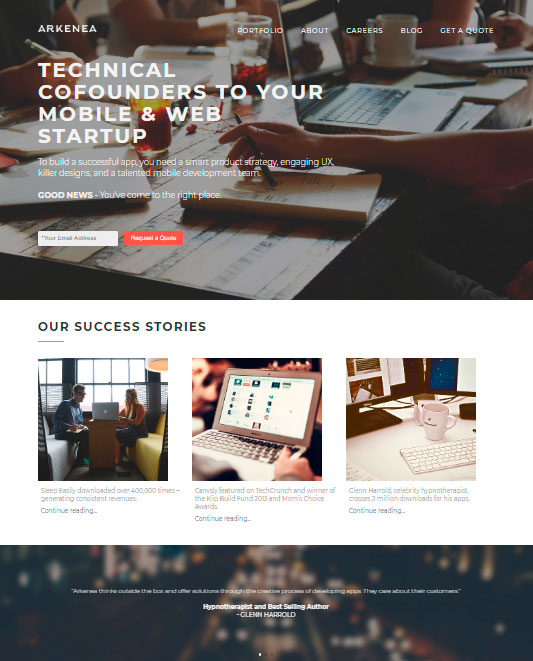 ARKENEA
PORTFOLIO ABOUT CAREERS BLOG GET A QUOTE
TECHNICAL
COFOUNDERS TO YOUR
MOBILE & WEB
STARTUP
To build a successful app, you need a smart product strategy, engaging UX,
killer designs, and a talented mobile development team.
GOOD NEWS - You've come to the right place.
*Your Email Address
Request a Quote
OUR SUCCESS STORIES
Sleep Easily downloaded over 400,000 times –
generating consistent revenues.
Continue reading...
Canvsly featured on TechCrunch and winner of
the Kiip Build Fund 2013 and Mom's Choice
Awards.
Continue reading...
Glenn Harrold, celebrity hypnotherapist,
crosses 2 million downloads for his apps.
Continue reading...
"Arkenea thinks outside the box and offer solutions through the creative process of developing apps. They care about their customers."
Hypnotherapist and Best Selling Author
- GLENN HARROLD